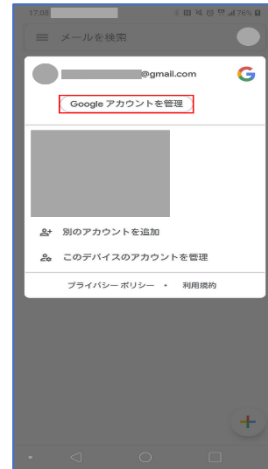 17:09
74%
メールを検索
@gmail.com
Google アカウントを管理
別のアカウントを追加
このデバイスのアカウントを管理
プライバシー ポリシー • 利用規約